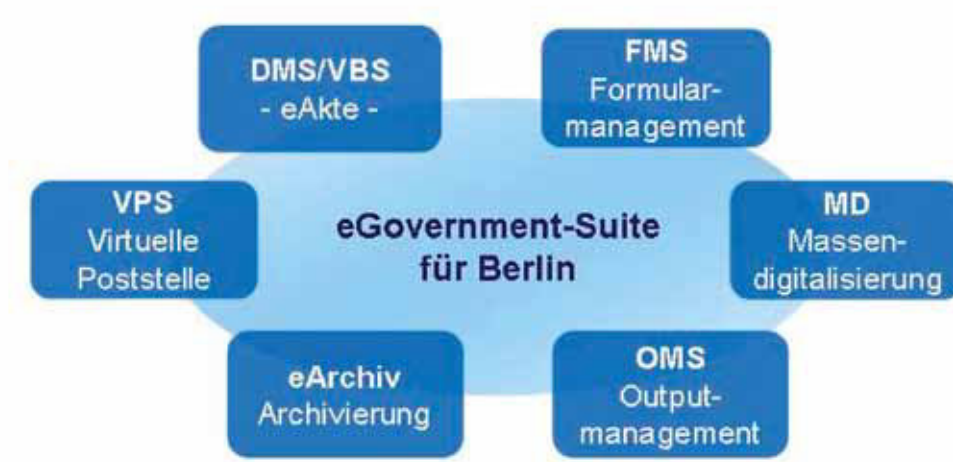 DMS/VBS
- eAkte -
FMS
Formular-
management
VPS
Virtuelle
Poststelle
eGovernment-Suite
für Berlin
MD
Massen-
digitalisierung
eArchiv
Archivierung
OMS
Output-
management